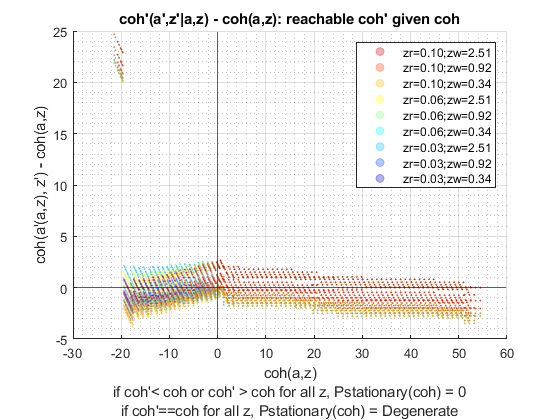 coh'(a',z'|a,z) - coh(a,z): reachable coh' given coh
25
20
15
10
5
0
-5
coh(a'(a,z), z') - coh(a,z)
zr=0.10;zw=2.51
zr=0.10;zw=0.92
zr=0.10;zw=0.34
zr=0.06;zw=2.51
zr=0.06;zw=0.92
zr=0.06;zw=0.34
zr=0.03;zw=2.51
zr=0.03;zw=0.92
zr=0.03;zw=0.34
-30 -20 -10 0 10 20 30 40 50 60
coh(a,z)
if coh'< coh or coh' > coh for all z, Pstationary(coh) = 0
if coh'==coh for all z, Pstationary(coh) = Degenerate